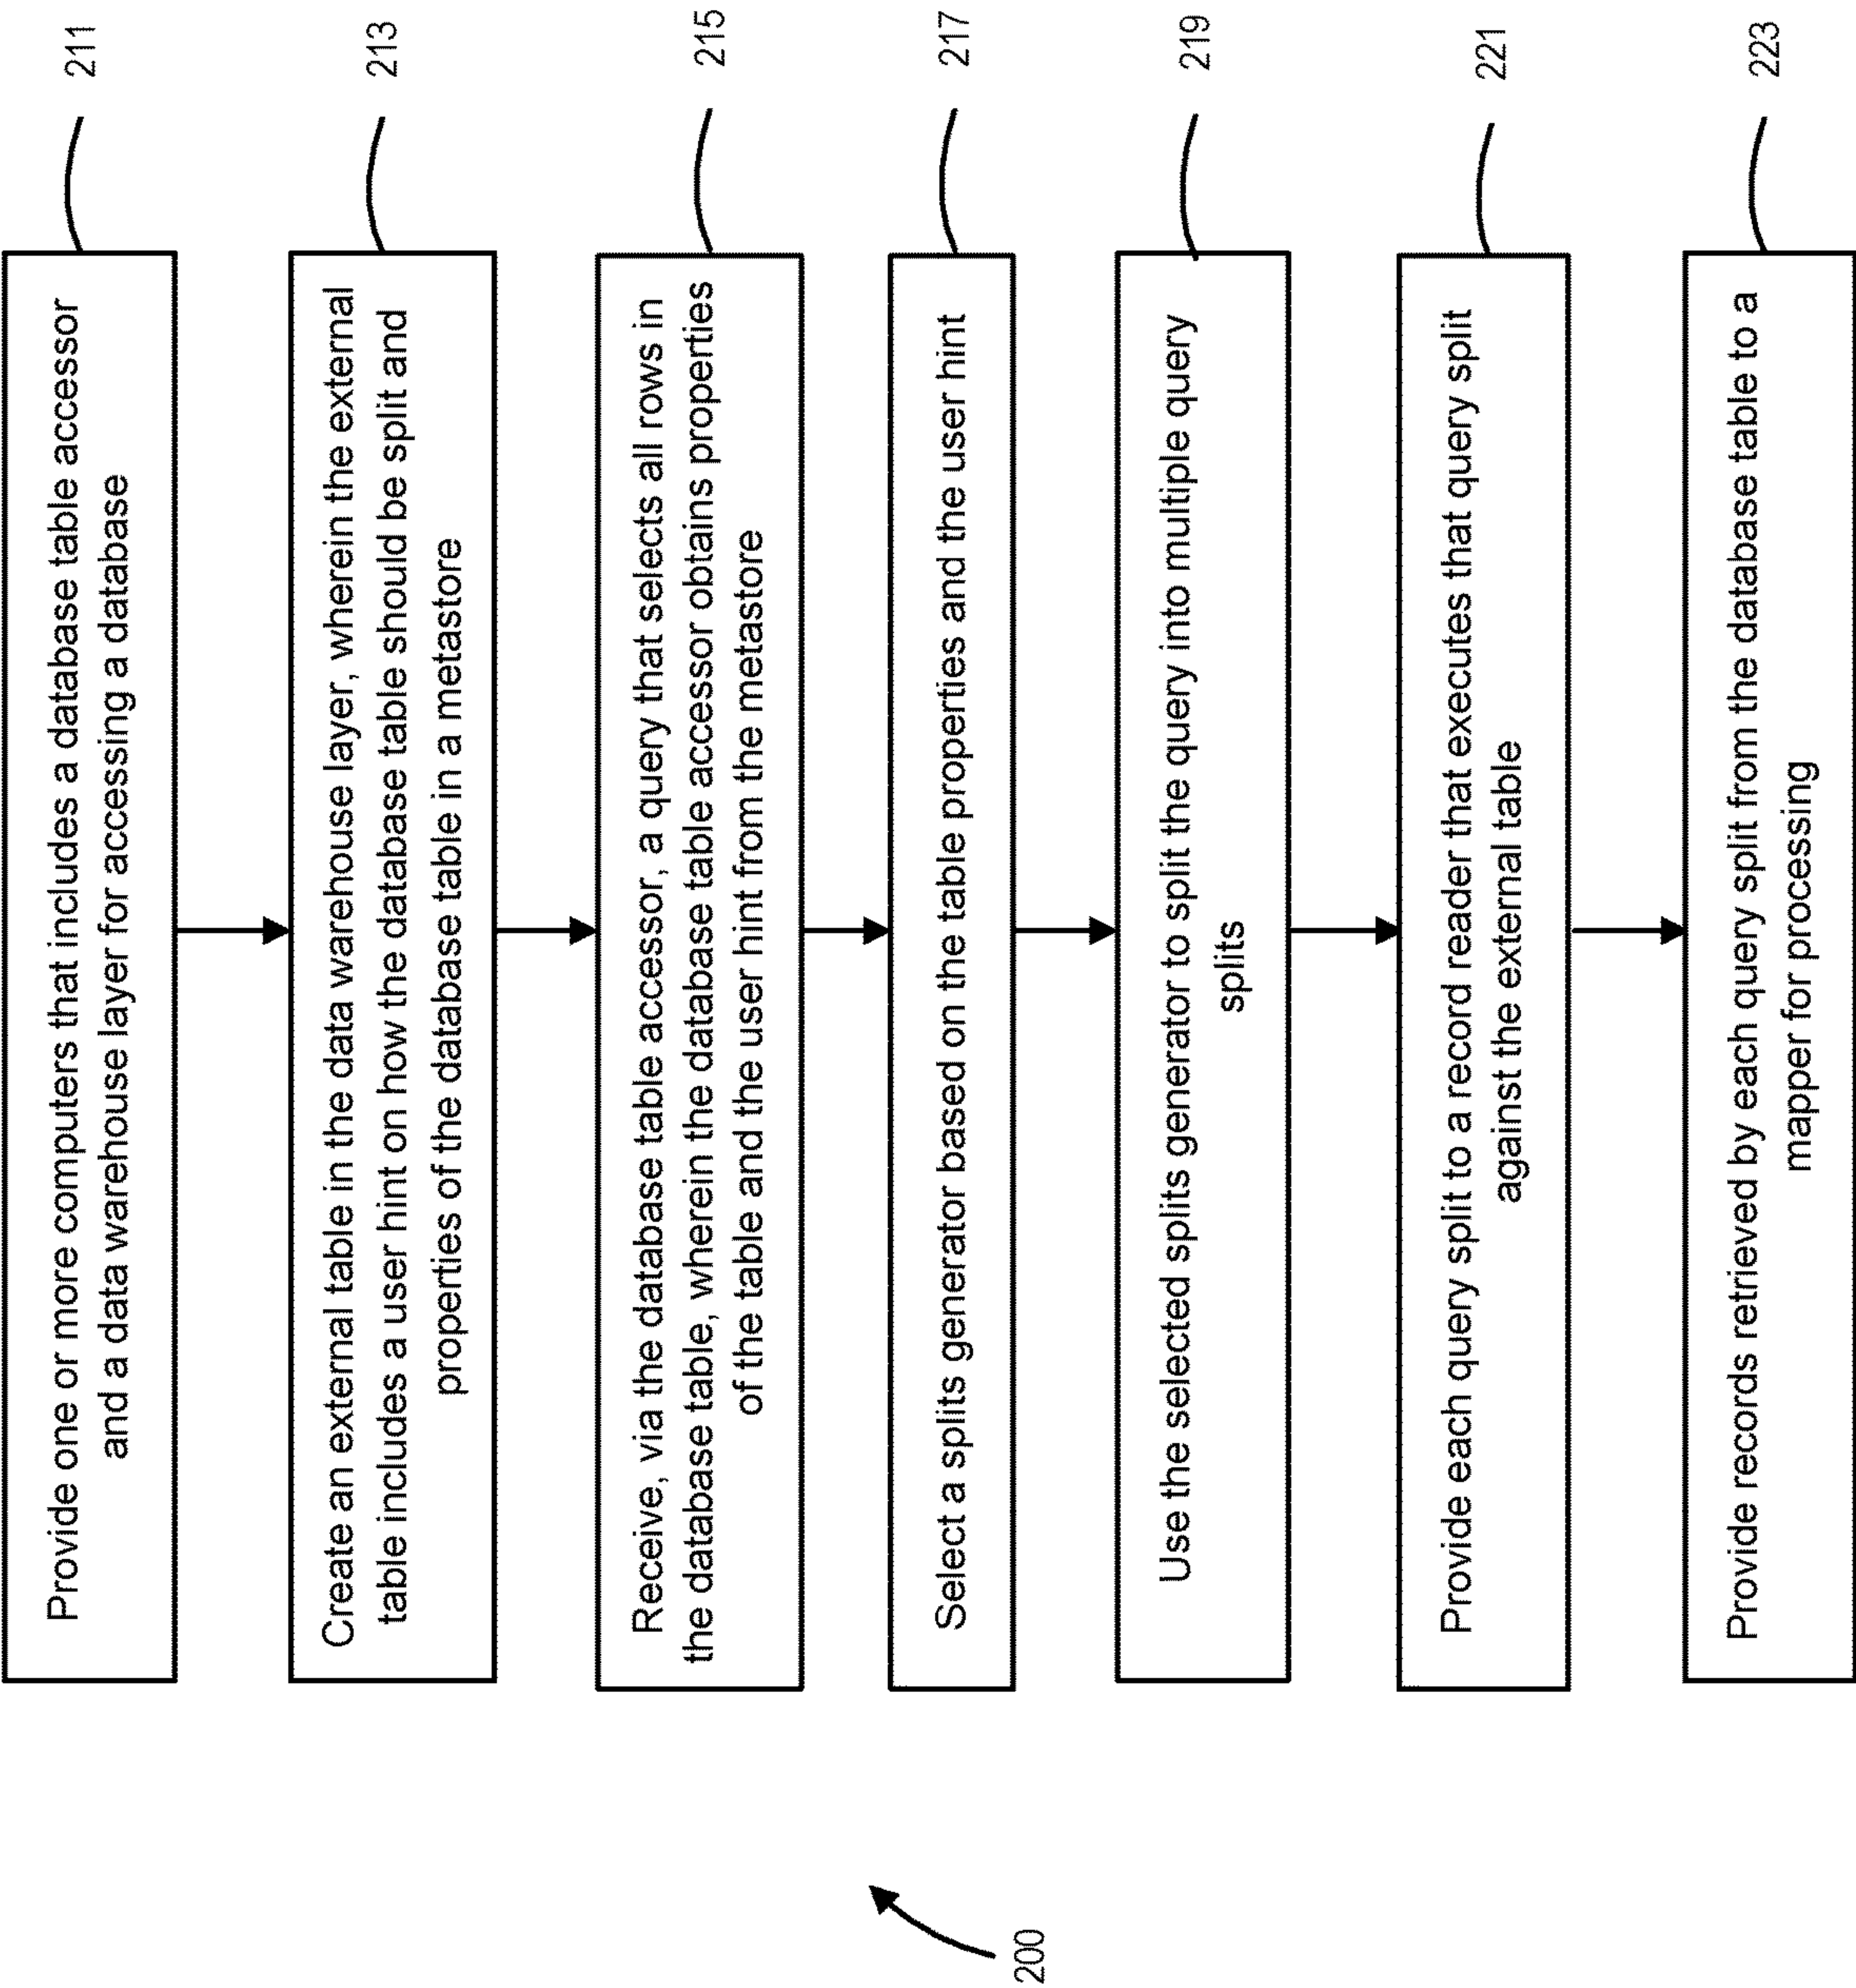 Provide one or more computers that includes a database table accessor
and a data warehouse layer for accessing a database
211
Create an external table in the data warehouse layer, wherein the external
table includes a user hint on how the database table should be split and
properties of the database table in a metastore
213
Receive, via the database table accessor, a query that selects all rows in
the database table, wherein the database table accessor obtains properties
of the table and the user hint from the metastore
215
Select a splits generator based on the table properties and the user hint
217
Use the selected splits generator to split the query into multiple query
splits
219
Provide each query split to a record reader that executes that query split
against the external table
221
Provide records retrieved by each query split from the database table to a
mapper for processing
223
200